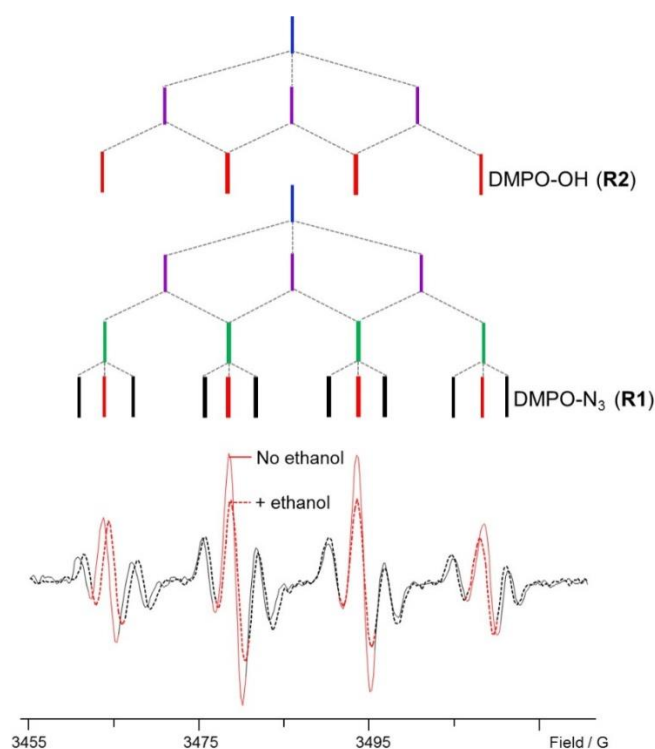 DMPO-OH (R2)
DMPO-N₃ (R1)
No ethanol
+ ethanol
3455 3475 3495 Field / G